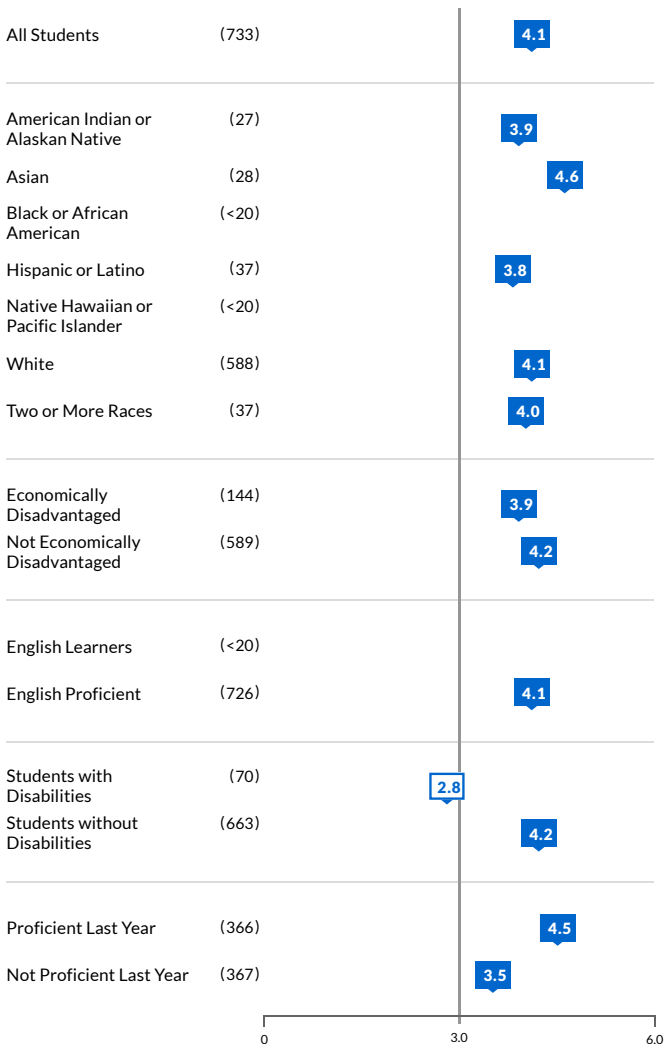 All Students (733) 4.1
American Indian or (27)
Alaskan Native 3.9
Asian (28) 4.6
Black or African (<20)
American
Hispanic or Latino (37) 3.8
Native Hawaiian or (<20)
Pacific Islander
White (588) 4.1
Two or More Races (37) 4.0
Economically (144)
Disadvantaged 3.9
Not Economically (589)
Disadvantaged 4.2
English Learners (<20)
English Proficient (726) 4.1
Students with (70)
Disabilities 2.8
Students without (663)
Disabilities 4.2
Proficient Last Year (366) 4.5
Not Proficient Last Year (367) 3.5
0 3.0 6.0